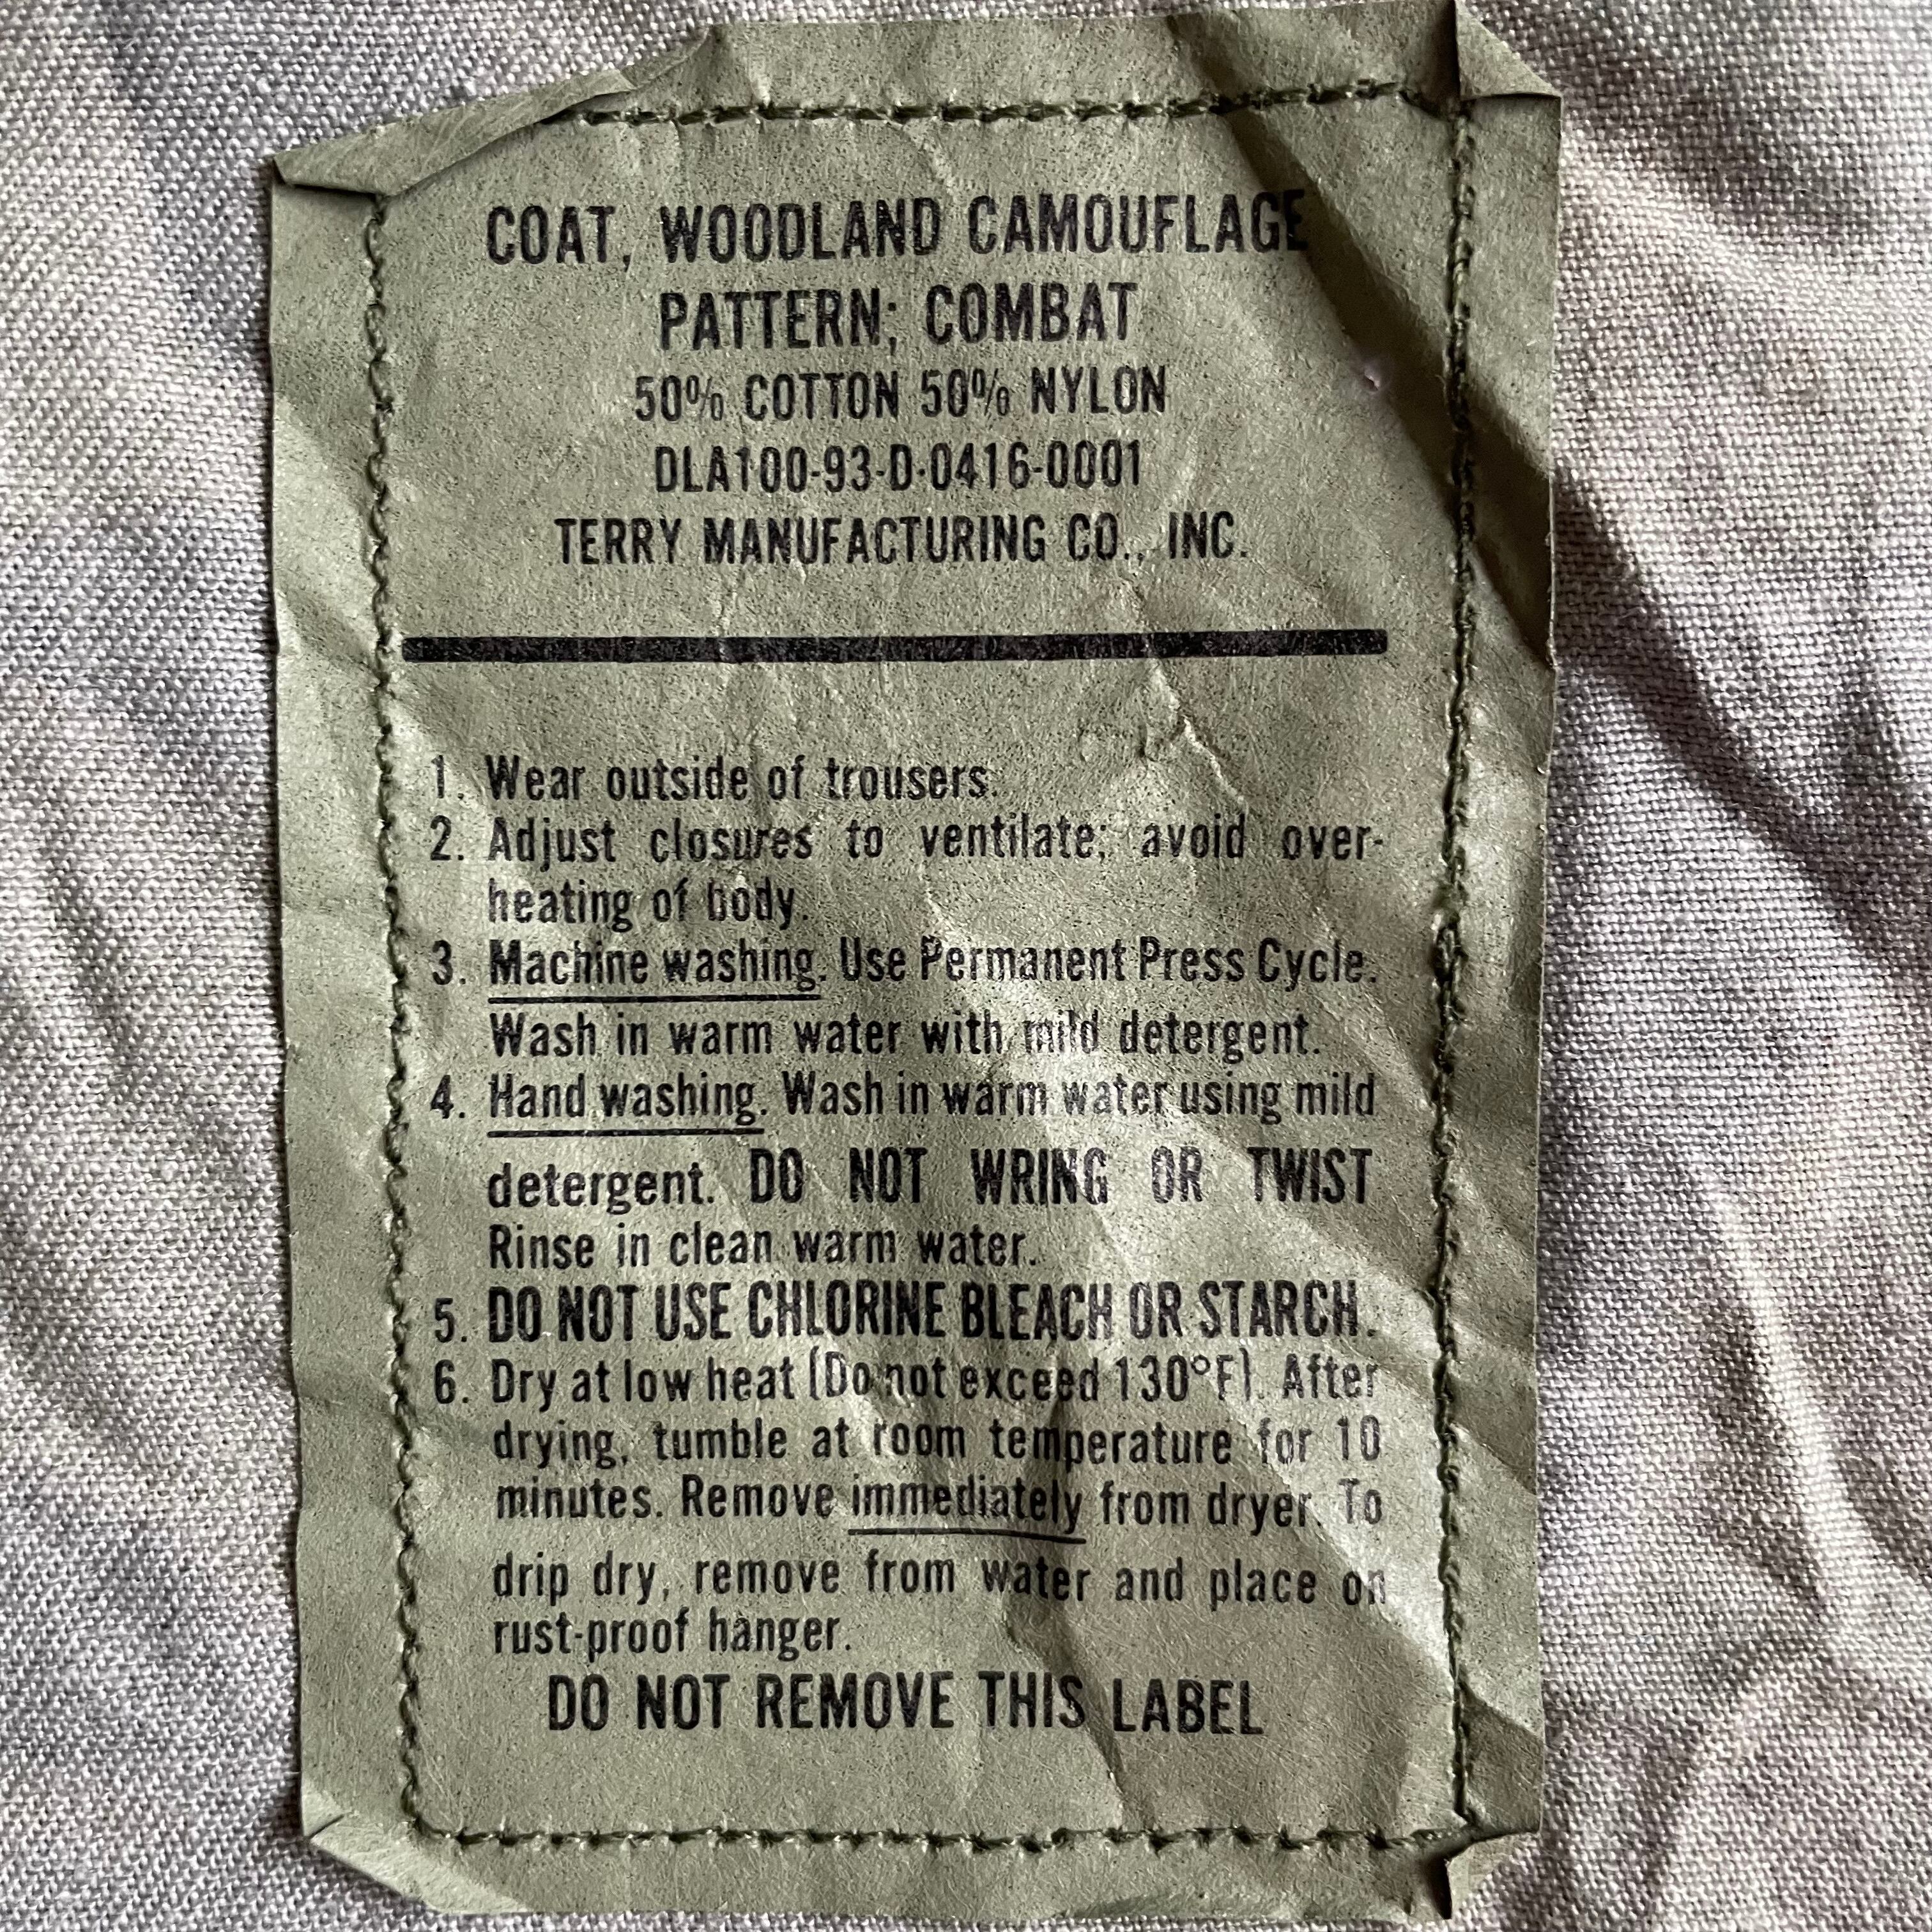 COAT, WOODLAND CAMOUFLAGE
PATTERN; COMBAT
50% COTTON 50% NYLON
DLA100-93-D-0416-0001
TERRY MANUFACTURING CO., INC.
1. Wear outside of trousers.
2. Adjust closures to ventilate; avoid over-
heating of body.
3. Machine washing. Use Permanent Press Cycle.
Wash in warm water with mild detergent.
4. Hand washing. Wash in warm water using mild
detergent. DO NOT WRING OR TWIST
Rinse in clean warm water.
5. DO NOT USE CHLORINE BLEACH OR STARCH.
6. Dry at low heat (Do not exceed 130°F). After
drying, tumble at room temperature for 10
minutes. Remove immediately from dryer. To
drip dry, remove from water and place on
rust-proof hanger.
DO NOT REMOVE THIS LABEL